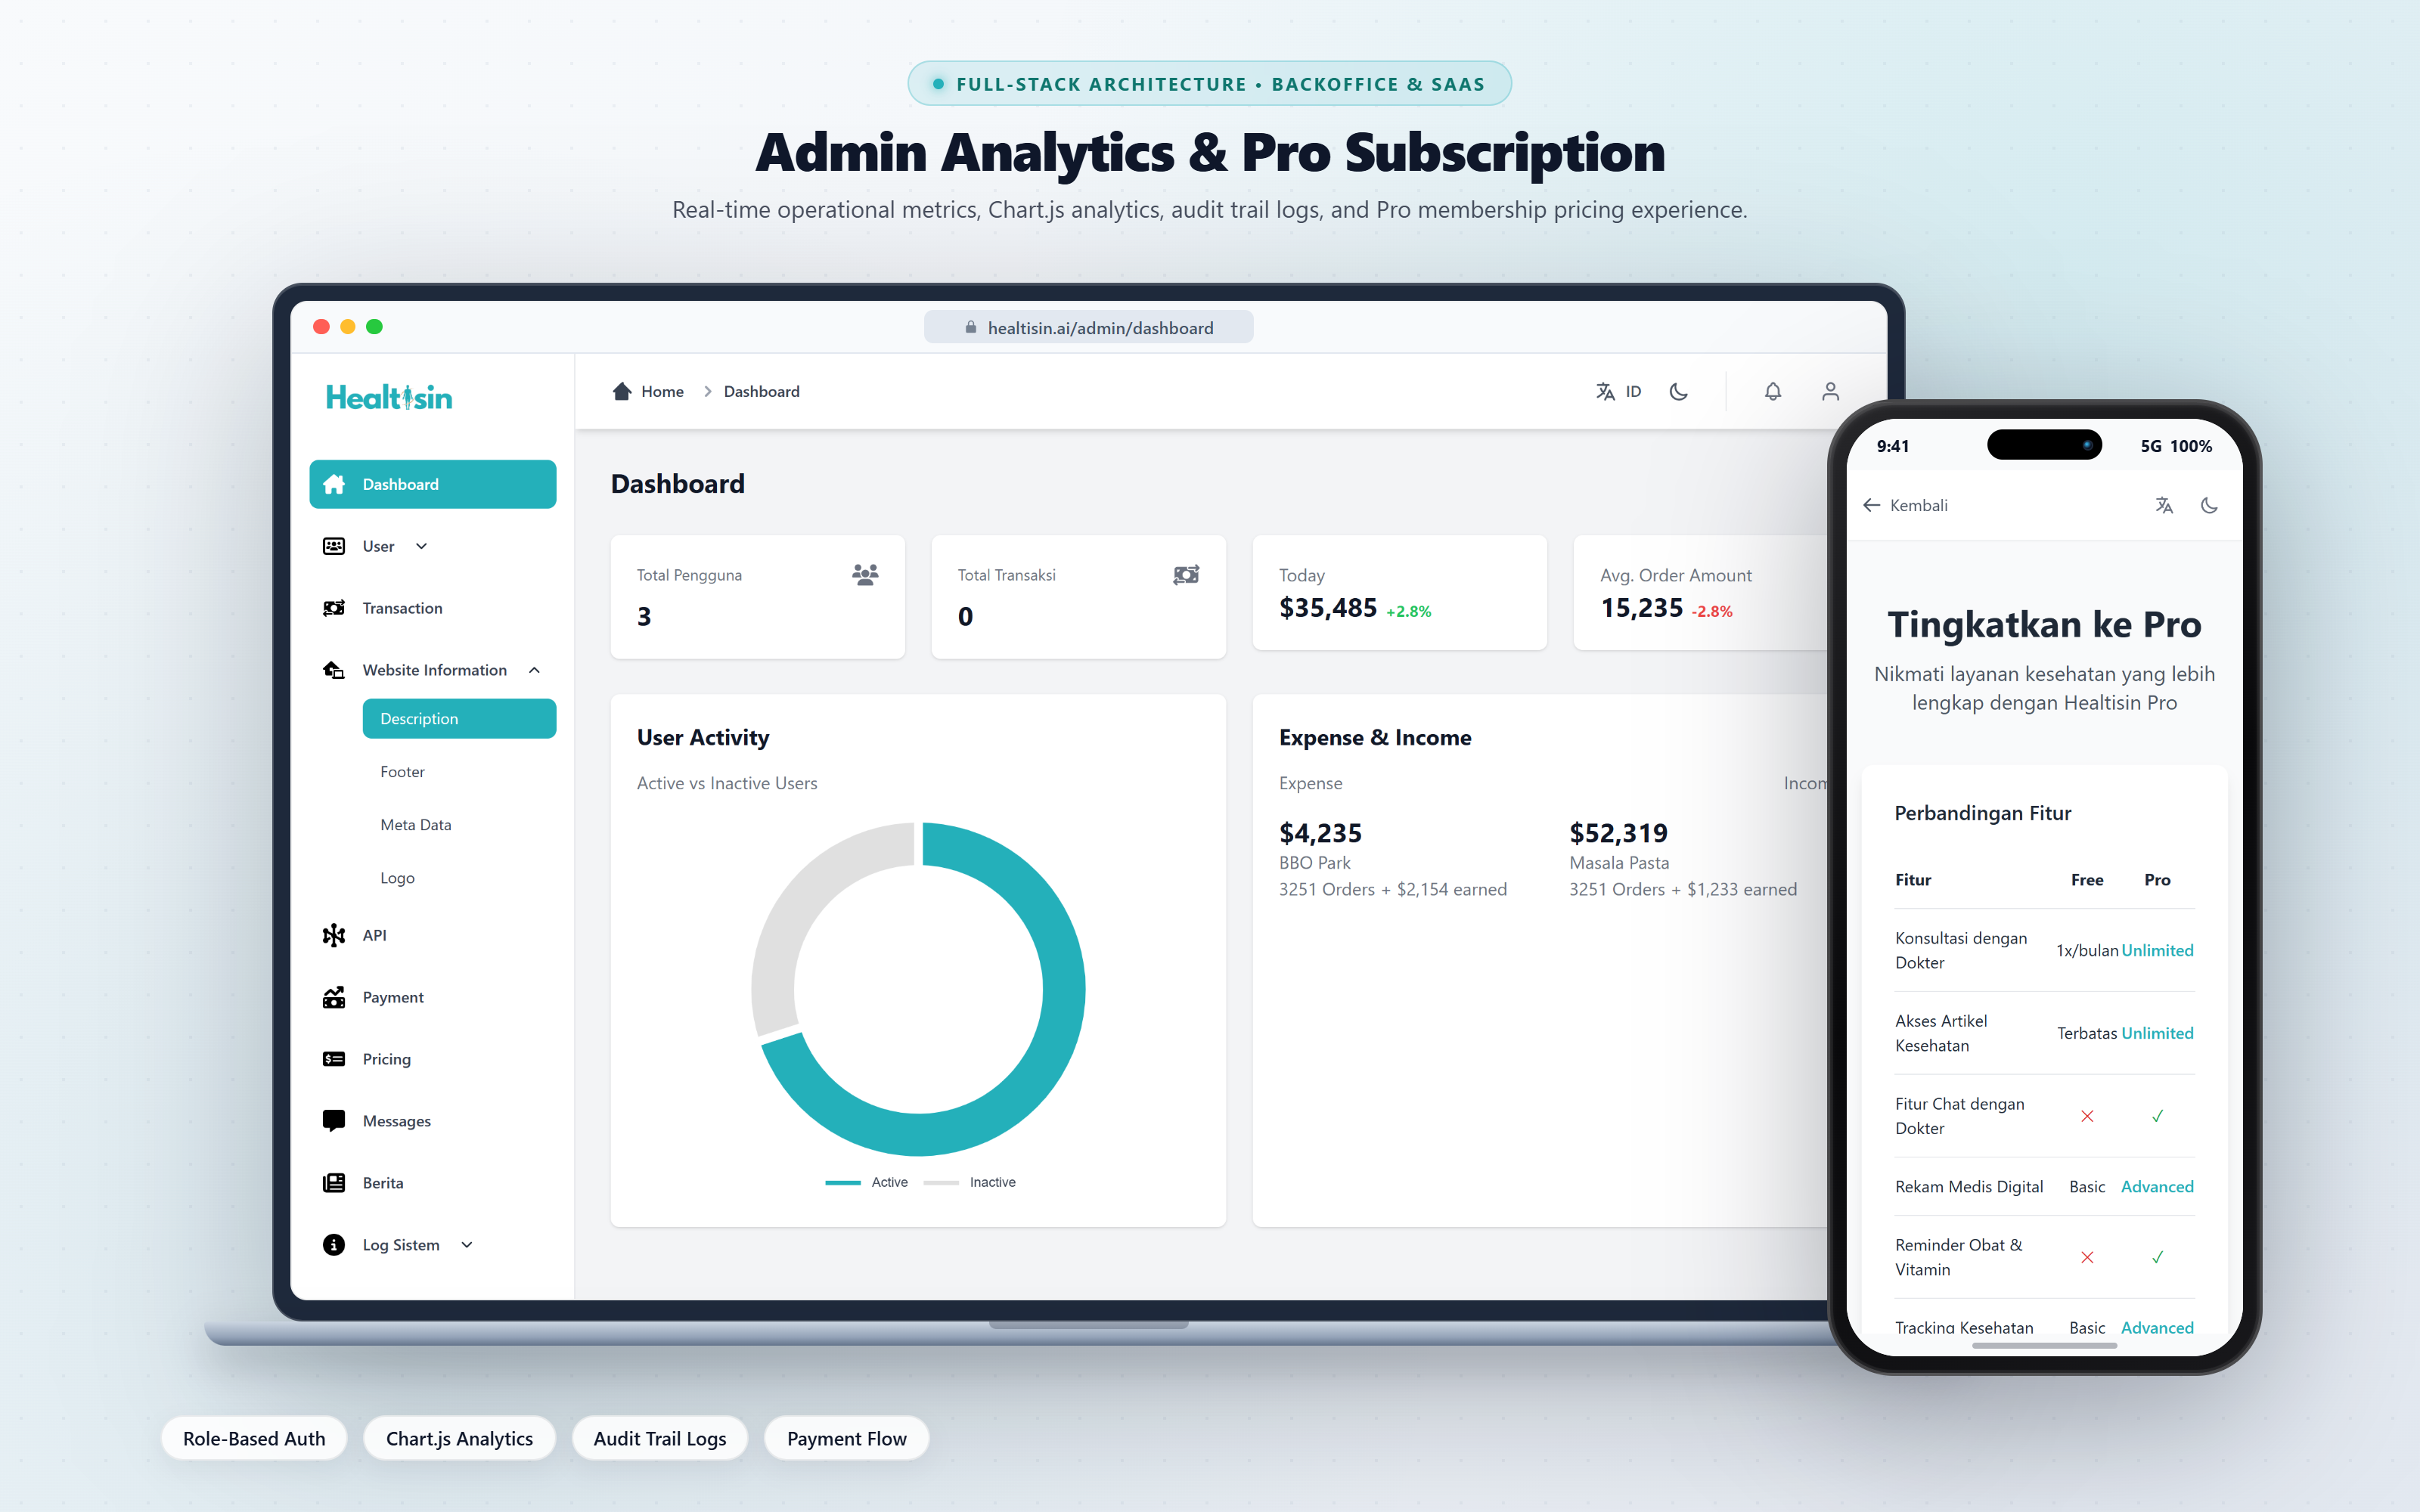 FULL-STACK ARCHITECTURE • BACKOFFICE & SAAS
Admin Analytics & Pro Subscription
Real-time operational metrics, Chart.js analytics, audit trail logs, and Pro membership pricing experience.
healtisin.ai/admin/dashboard
Healtisin
Dashboard
User
Transaction
Website Information
Description
Footer
Meta Data
Logo
API
Payment
Pricing
Messages
Berita
Log Sistem
Home > Dashboard
ID
Dashboard
Total Pengguna
3
Total Transaksi
0
Today
$35,485 +2.8%
Avg. Order Amount
15,235 -2.8%
User Activity
Active vs Inactive Users
Active Inactive
Expense & Income
Expense
Incom
$4,235
BBO Park
3251 Orders + $2,154 earned
$52,319
Masala Pasta
3251 Orders + $1,233 earned
9:41
5G 100%
Kembali
Tingkatkan ke Pro
Nikmati layanan kesehatan yang lebih
lengkap dengan Healtisin Pro
Perbandingan Fitur
Fitur Free Pro
Konsultasi dengan
Dokter
1x/bulan Unlimited
Akses Artikel
Kesehatan
Terbatas Unlimited
Fitur Chat dengan
Dokter
Rekam Medis Digital Basic Advanced
Reminder Obat &
Vitamin
Tracking Kesehatan Basic Advanced
Role-Based Auth
Chart.js Analytics
Audit Trail Logs
Payment Flow